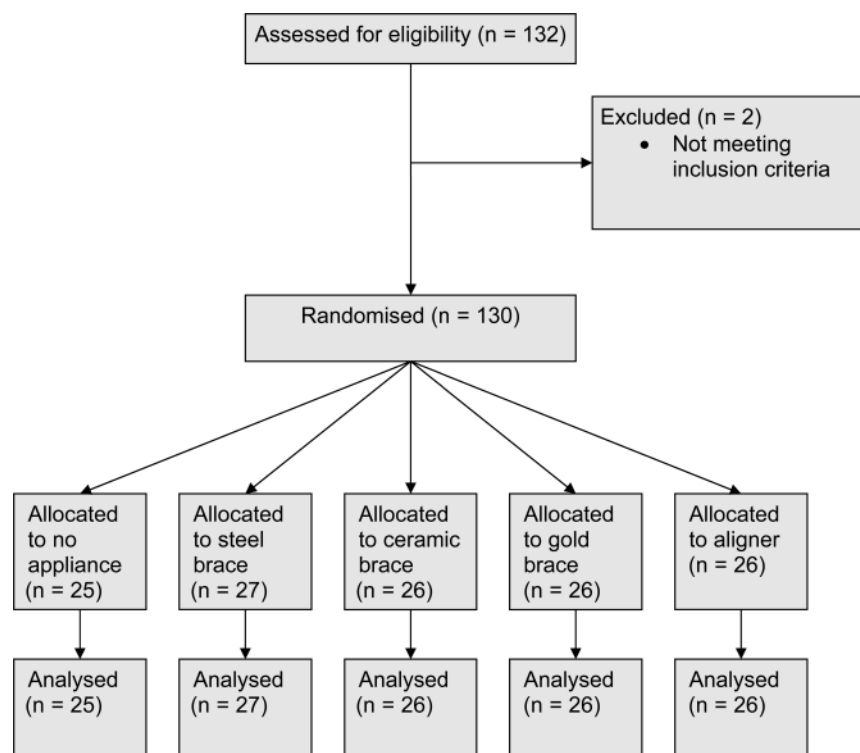 Assessed for eligibility (n = 132)
Excluded (n = 2)
• Not meeting
inclusion criteria
Randomised (n = 130)
Allocated
to no
appliance
(n = 25)
Allocated
to steel
brace
(n = 27)
Allocated
to ceramic
brace
(n = 26)
Allocated
to gold
brace
(n = 26)
Allocated
to aligner
(n = 26)
Analysed
(n = 25)
Analysed
(n = 27)
Analysed
(n = 26)
Analysed
(n = 26)
Analysed
(n = 26)